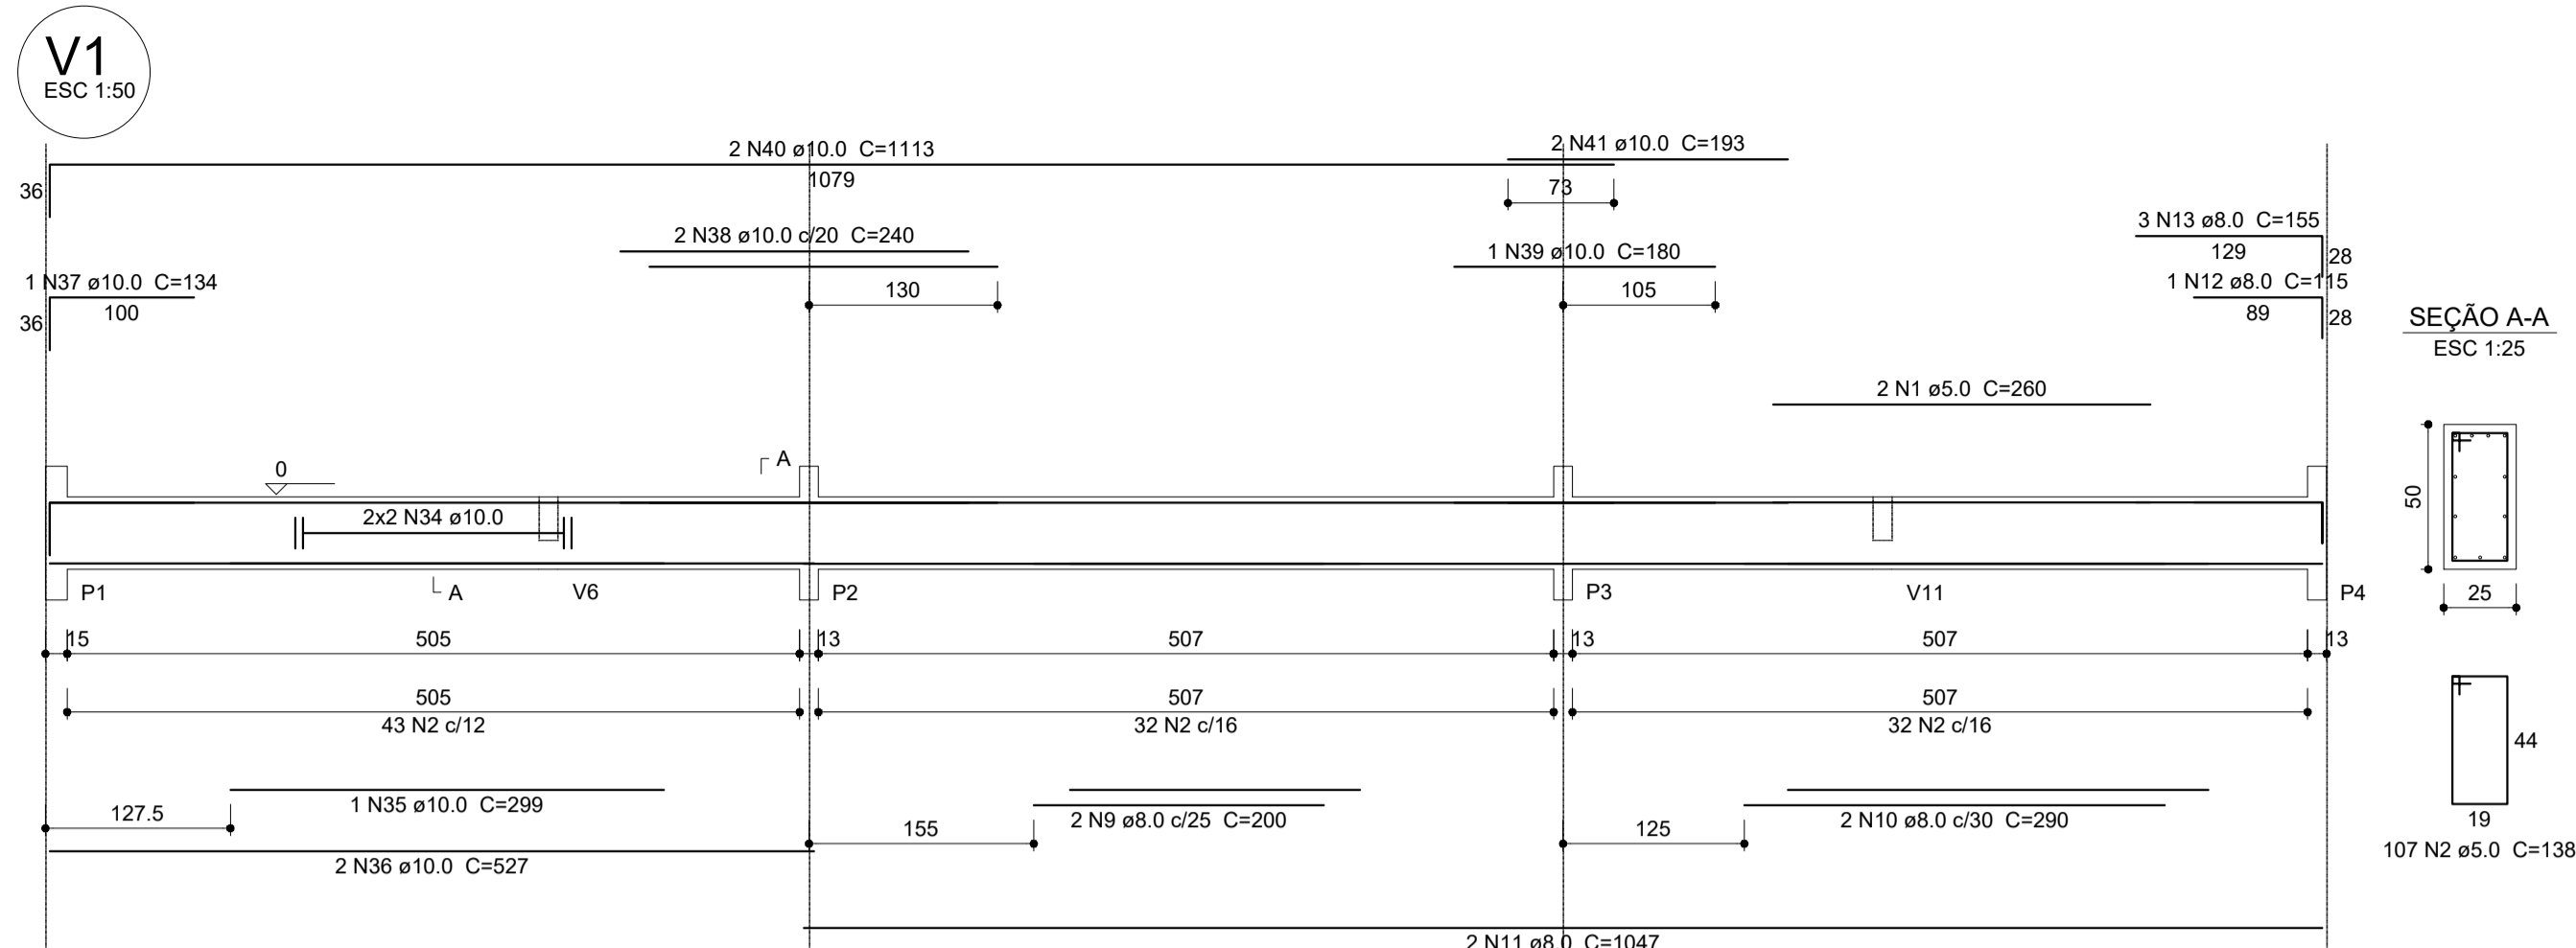 V1
ESC 1:50
2 N40 ø10.0 C=1113
1079
36
2 N41 ø10.0 C=193
73
2 N38 ø10.0 c/20 C=240
130
1 N39 ø10.0 C=180
105
3 N13 ø8.0 C=155
129
28
1 N37 ø10.0 C=134
100
36
1 N12 ø8.0 C=115
89
28
SEÇÃO A-A
ESC 1:25
2 N1 ø5.0 C=260
0
A
2x2 N34 ø10.0
50
P1
A
V6
P2
P3
V11
P4
25
15
505
13
507
13
507
13
505
43 N2 c/12
507
32 N2 c/16
507
32 N2 c/16
44
19
107 N2 ø5.0 C=138
127.5
1 N35 ø10.0 C=299
155
2 N9 ø8.0 c/25 C=200
125
2 N10 ø8.0 c/30 C=290
2 N36 ø10.0 C=527
2 N11 ø8.0 C=1047